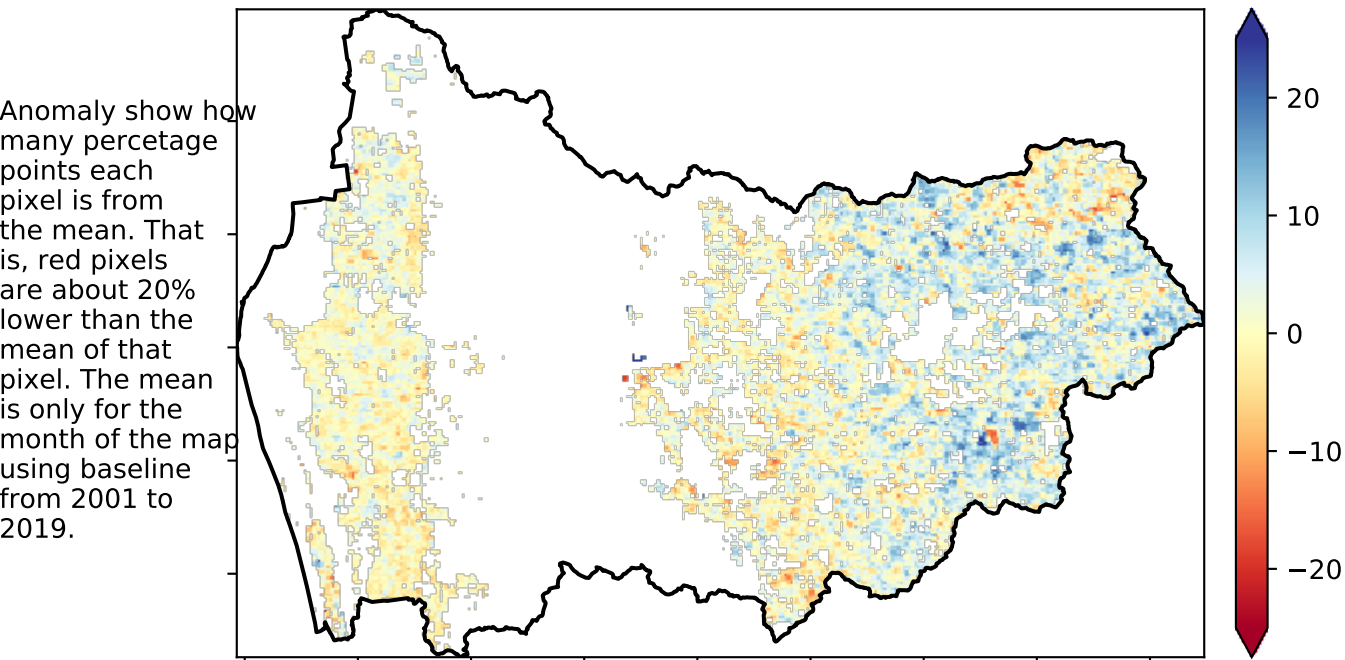 Anomaly show how
many percetage
points each
pixel is from
the mean. That
is, red pixels
are about 20%
lower than the
mean of that
pixel. The mean
is only for the
month of the map
using baseline
from 2001 to
2019.
20
10
0
−10
−20